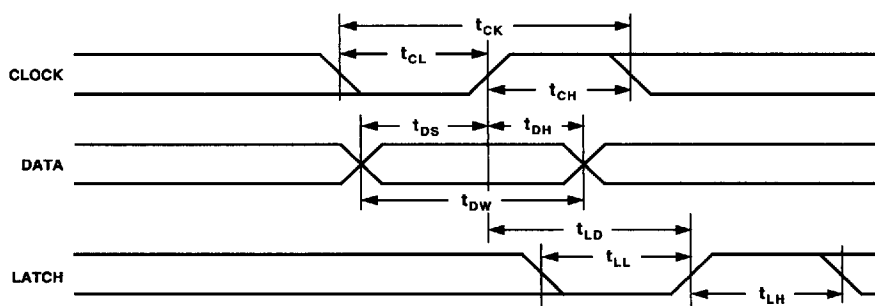 tCK
tCL
CLOCK
tCH
tDS tDH
DATA
tDW
tLD
tLL
LATCH
tLH